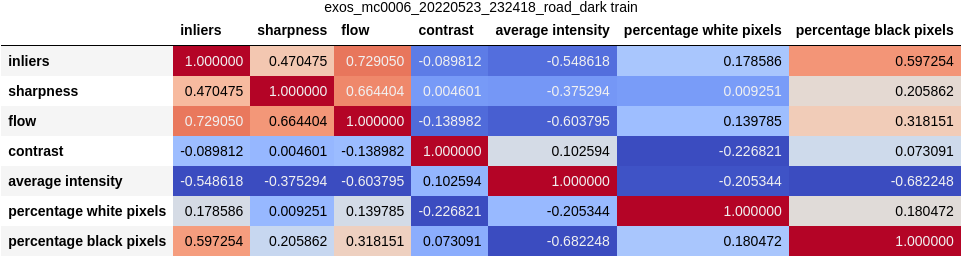 exos_mc0006_20220523_232418_road_dark train
inliers sharpness flow contrast average intensity percentage white pixels percentage black pixels
inliers 1.000000 0.470475 0.729050 -0.089812 -0.548618 0.178586 0.597254
sharpness 0.470475 1.000000 0.664404 0.004601 -0.375294 0.009251 0.205862
flow 0.729050 0.664404 1.000000 -0.138982 -0.603795 0.139785 0.318151
contrast -0.089812 0.004601 -0.138982 1.000000 0.102594 -0.226821 0.073091
average intensity -0.548618 -0.375294 -0.603795 0.102594 1.000000 -0.205344 -0.682248
percentage white pixels 0.178586 0.009251 0.139785 -0.226821 -0.205344 1.000000 0.180472
percentage black pixels 0.597254 0.205862 0.318151 0.073091 -0.682248 0.180472 1.000000